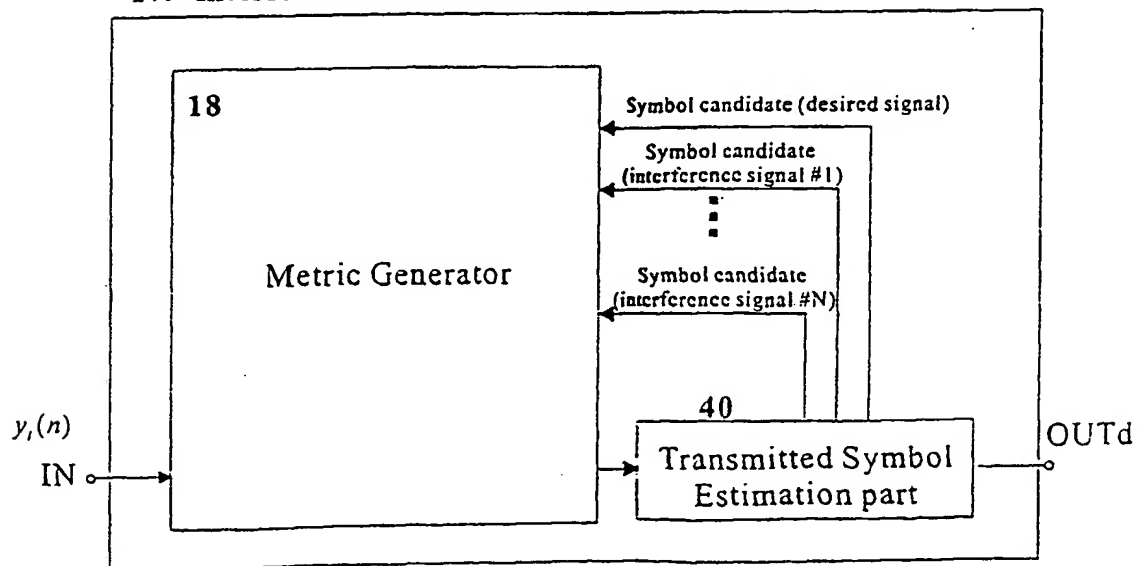 18
Symbol candidate (desired signal)
Symbol candidate
(interference signal #1)
Metric Generator
Symbol candidate
(interference signal #N)
40
y_i(n)
IN
Transmitted Symbol
Estimation part
OUTd